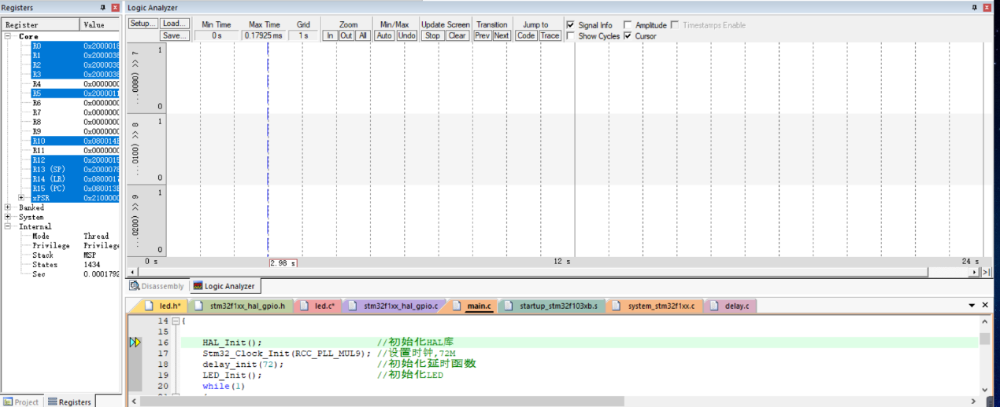 Registers
Register Value
Core
R0 0x2000018
R1 0x2000038
R2 0x2000038
R3 0x2000038
R4 0x0000000
R5 0x2000011
R6 0x0000000
R7 0x0000000
R8 0x0000000
R9 0x0000000
R10 0x080014E
R11 0x0000000
R12 0x2000015
R13 (SP) 0x2000078
R14 (LR) 0x0800017
R15 (PC) 0x080013E
xPSR 0x2100000
Banked
System
Internal
Mode Thread
Privilege Privilege
Stack MSP
States 1434
Sec 0.0001792
Project Registers
Logic Analyzer
Setup... Load... Min Time Max Time Grid Zoom Min/Max Update Screen Transition Jump to Signal Info Amplitude Timestamps Enable
Save... 0 s 0.17925 ms 1 s In Out All Auto Undo Stop Clear Prev Next Code Trace Show Cycles Cursor
1
...0080) >> 7
0
1
...0100) >> 8
0
1
...0200) >> 9
0
0 s 2.98 s 12 s 24 s
Disassembly Logic Analyzer
led.h* stm32f1xx_hal_gpio.h led.c* stm32f1xx_hal_gpio.c main.c startup_stm32f103xb.s system_stm32f1xx.c delay.c
14 {
15
16 HAL_Init(); //初始化HAL库
17 Stm32_Clock_Init(RCC_PLL_MUL9); //设置时钟,72M
18 delay_init(72); //初始化延时函数
19 LED_Init(); //初始化LED
20 while(1)